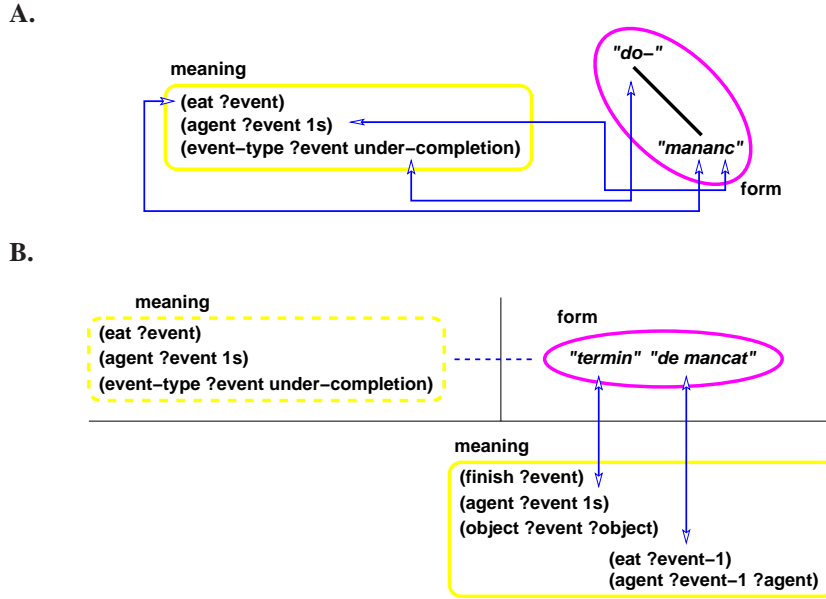 A.
meaning
(eat ?event)
(agent ?event 1s)
(event–type ?event under–completion)
"do–"
"mananc"
form
B.
meaning
(eat ?event)
(agent ?event 1s)
(event–type ?event under–completion)
form
"termin" "de mancat"
meaning
(finish ?event)
(agent ?event 1s)
(object ?event ?object)
(eat ?event–1)
(agent ?event–1 ?agent)